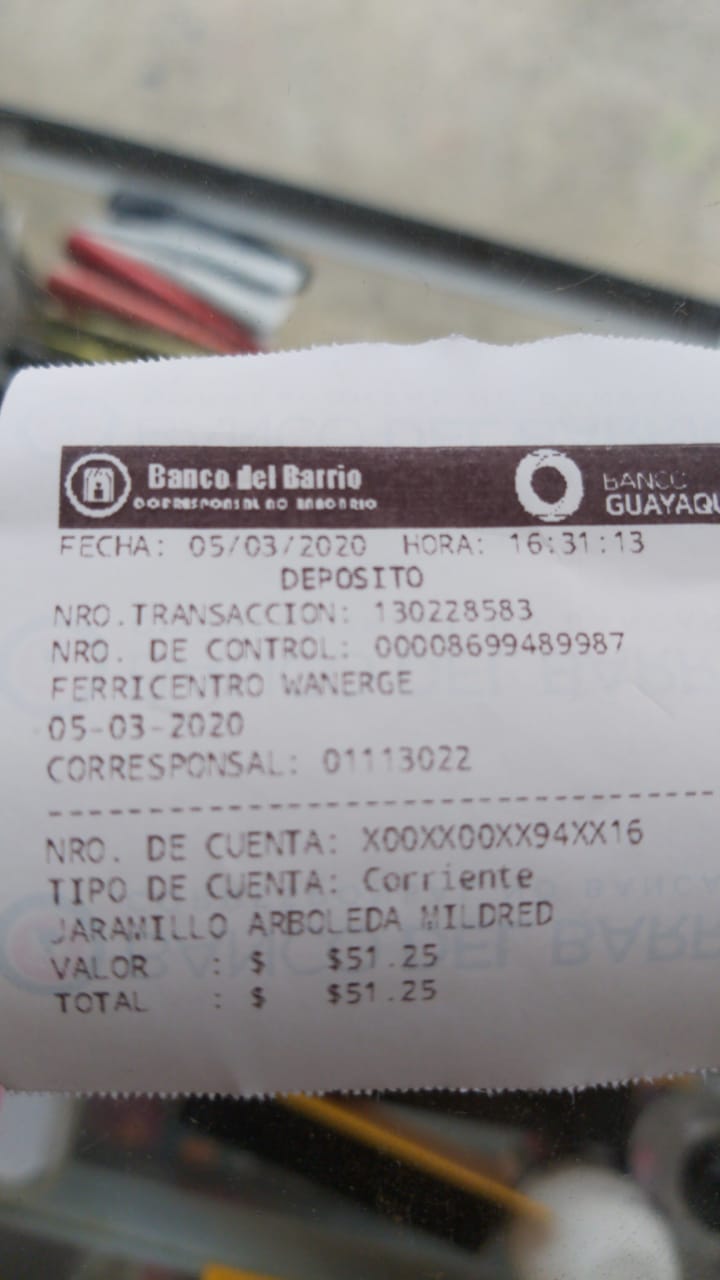 Banco del Barrio
CORRESPONSAL NO BANCARIO
BANCO
GUAYAQU
FECHA: 05/03/2020 HORA: 16:31:13
DEPOSITO
NRO.TRANSACCION: 130228583
NRO. DE CONTROL: 00008699489987
FERRICENTRO WANERGE
05-03-2020
CORRESPONSAL: 01113022
NRO. DE CUENTA: X00XX00XX94XX16
TIPO DE CUENTA: Corriente
JARAMILLO ARBOLEDA MILDRED
VALOR : $ $51.25
TOTAL : $ $51.25